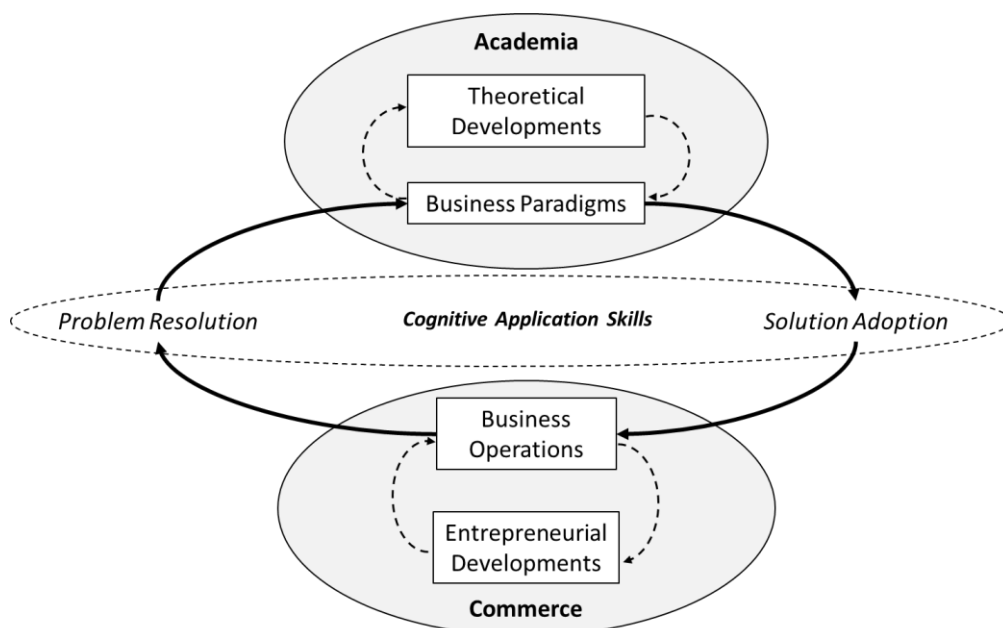 Academia
Theoretical
Developments
Business Paradigms
Problem Resolution
Cognitive Application Skills
Solution Adoption
Business
Operations
Entrepreneurial
Developments
Commerce